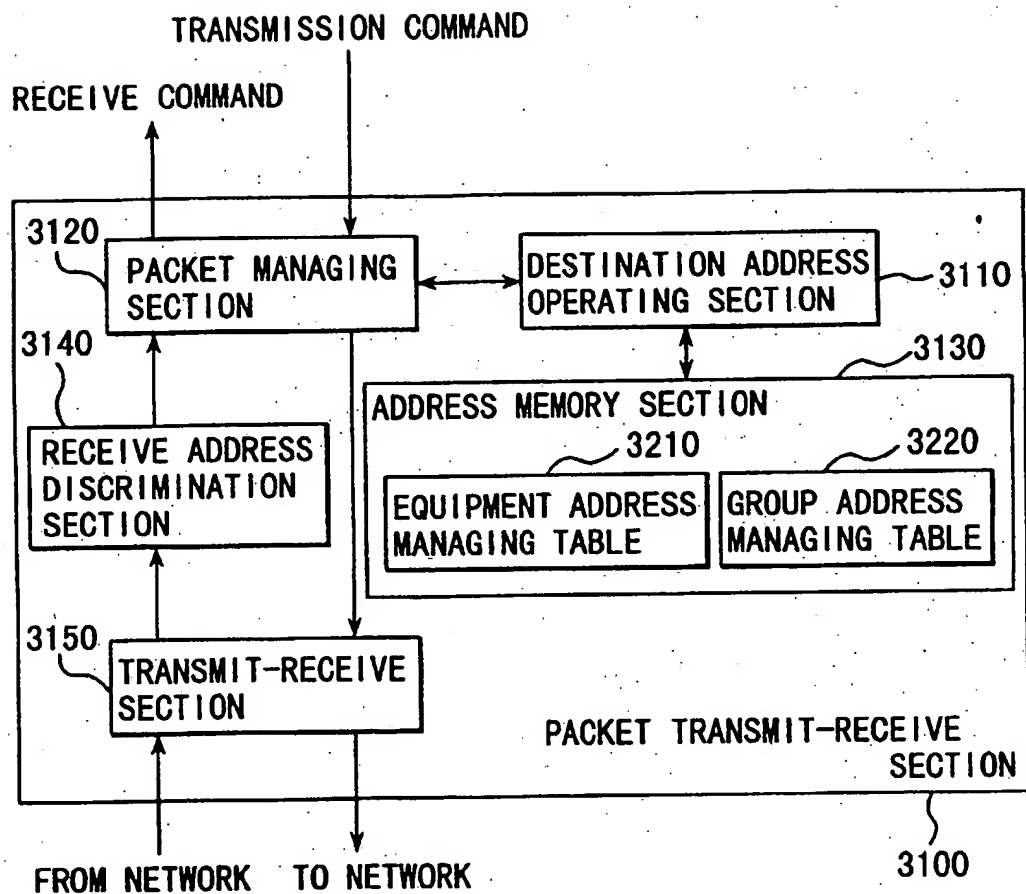 TRANSMISSION COMMAND
RECEIVE COMMAND
3120
PACKET MANAGING
SECTION
DESTINATION ADDRESS
OPERATING SECTION
3110
3140
3130
ADDRESS MEMORY SECTION
3210
3220
RECEIVE ADDRESS
DISCRIMINATION
SECTION
EQUIPMENT ADDRESS
MANAGING TABLE
GROUP ADDRESS
MANAGING TABLE
3150
TRANSMIT-RECEIVE
SECTION
PACKET TRANSMIT-RECEIVE
SECTION
3100
FROM NETWORK
TO NETWORK